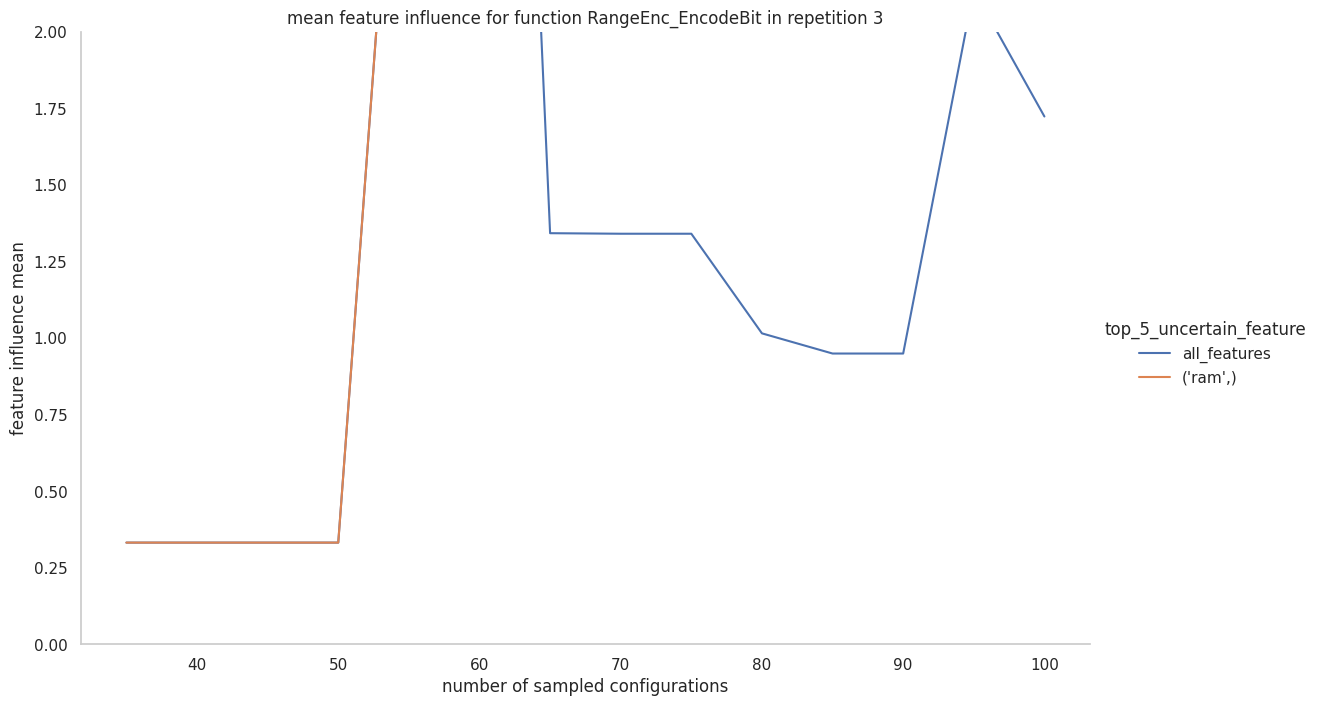 mean feature influence for function RangeEnc_EncodeBit in repetition 3
2.00
1.75
1.50
1.25
1.00
0.75
0.50
0.25
0.00
feature influence mean
40 50 60 70 80 90 100
number of sampled configurations
top_5_uncertain_feature
all_features
('ram',)